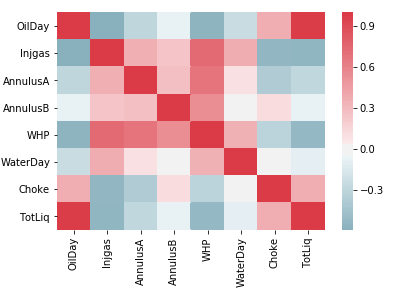 OilDay
Injgas
AnnulusA
AnnulusB
WHP
WaterDay
Choke
TotLiq
OilDay
Injgas
AnnulusA
AnnulusB
WHP
WaterDay
Choke
TotLiq
0.9
0.6
0.3
0.0
−0.3